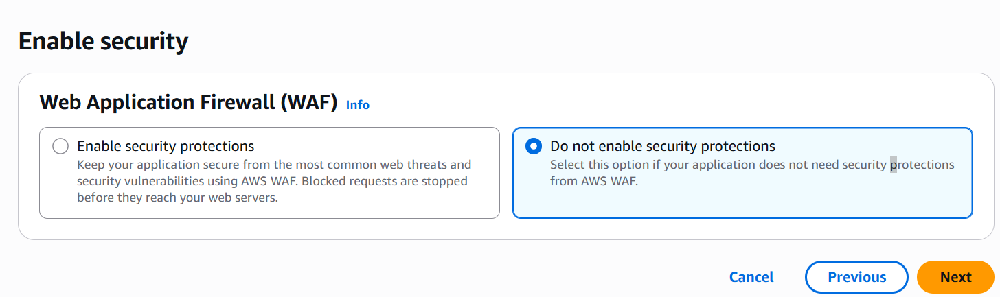 Enable security
Web Application Firewall (WAF) Info
Enable security protections
Keep your application secure from the most common web threats and
security vulnerabilities using AWS WAF. Blocked requests are stopped
before they reach your web servers.
Do not enable security protections
Select this option if your application does not need security protections
from AWS WAF.
Cancel
Previous
Next